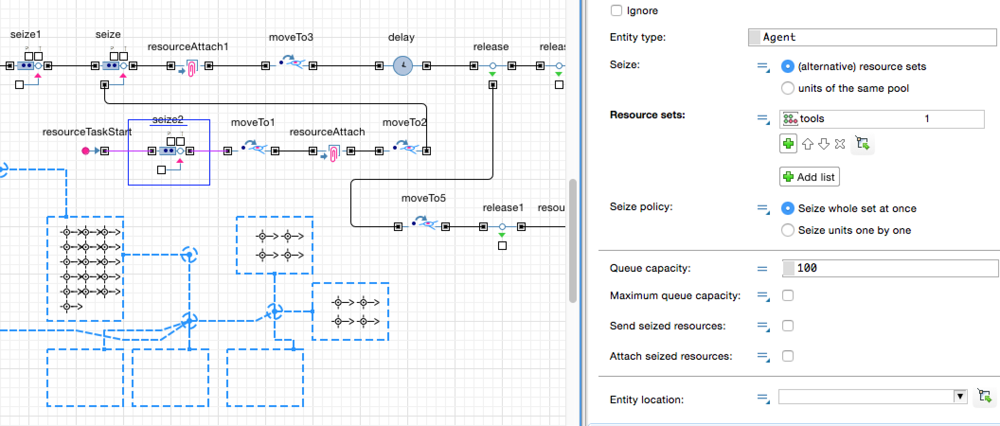 seize1
seize
resourceAttach1
moveTo3
delay
release
releas
resourceTaskStart
seize2
moveTo1
resourceAttach
moveTo2
moveTo5
release1
resou
Ignore
Entity type:
Agent
Seize:
(alternative) resource sets
units of the same pool
Resource sets:
tools 1
Add list
Seize policy:
Seize whole set at once
Seize units one by one
Queue capacity:
100
Maximum queue capacity:
Send seized resources:
Attach seized resources:
Entity location: